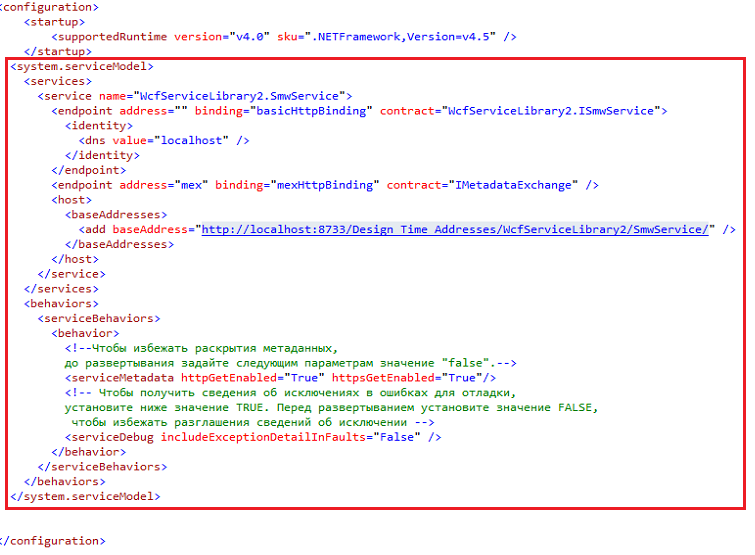 <configuration>
<startup>
<supportedRuntime version="v4.0" sku=".NETFramework,Version=v4.5" />
</startup>
<system.serviceModel>
<services>
<service name="WcfServiceLibrary2.SmwService">
<endpoint address="" binding="basicHttpBinding" contract="WcfServiceLibrary2.ISmwService">
<identity>
<dns value="localhost" />
</identity>
</endpoint>
<endpoint address="mex" binding="mexHttpBinding" contract="IMetadataExchange" />
<host>
<baseAddresses>
<add baseAddress="http://localhost:8733/Design_Time_Addresses/WcfServiceLibrary2/SmwService/" />
</baseAddresses>
</host>
</service>
</services>
<behaviors>
<serviceBehaviors>
<behavior>
<!--Чтобы избежать раскрытия метаданных,
до развертывания задайте следующим параметрам значение "false".-->
<serviceMetadata httpGetEnabled="True" httpsGetEnabled="True"/>
<!-- Чтобы получить сведения об исключениях в ошибках для отладки,
установите ниже значение TRUE. Перед развертыванием установите значение FALSE,
чтобы избежать разглашения сведений об исключении -->
<serviceDebug includeExceptionDetailInFaults="False" />
</behavior>
</serviceBehaviors>
</behaviors>
</system.serviceModel>
</configuration>